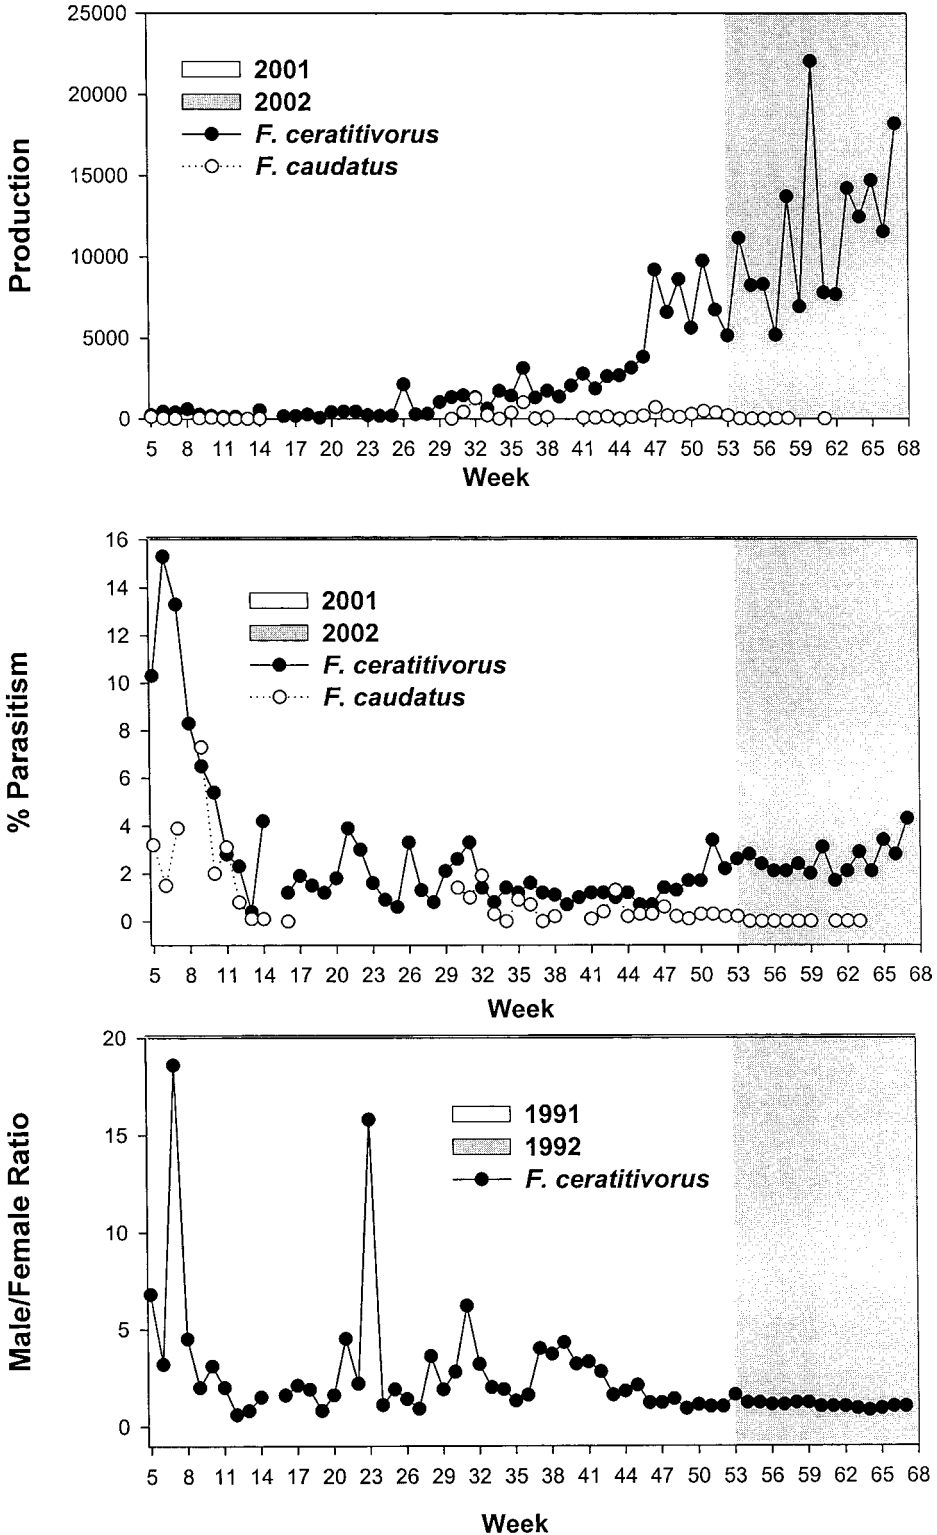 25000
20000
15000
10000
5000
0
Production
2001
2002
F. ceratitivorus
F. caudatus
5 8 11 14 17 20 23 26 29 32 35 38 41 44 47 50 53 56 59 62 65 68
Week
16
14
12
10
8
6
4
2
0
% Parasitism
2001
2002
F. ceratitivorus
F. caudatus
5 8 11 14 17 20 23 26 29 32 35 38 41 44 47 50 53 56 59 62 65 68
Week
20
15
10
5
0
Male/Female Ratio
1991
1992
F. ceratitivorus
5 8 11 14 17 20 23 26 29 32 35 38 41 44 47 50 53 56 59 62 65 68
Week